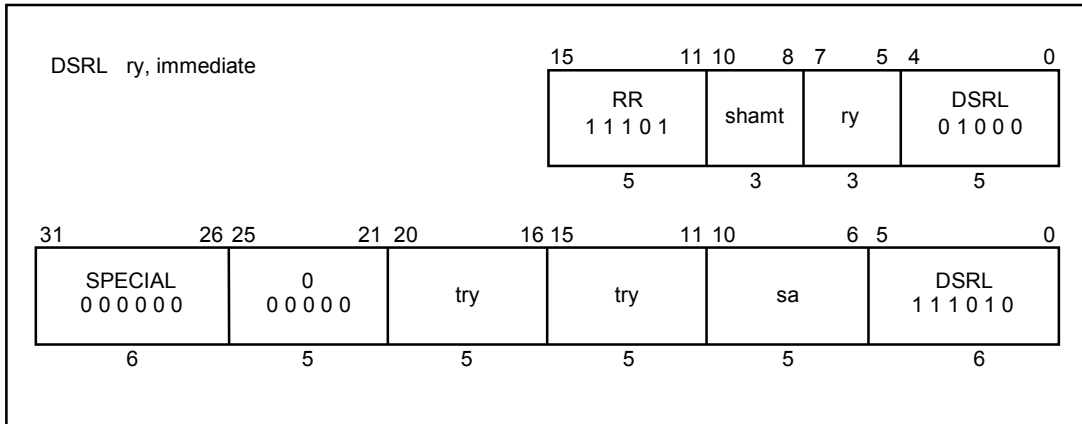 DSRL ry, immediate
15 11 10 8 7 5 4 0
RR shamt ry DSRL
1 1 1 0 1 0 1 0 0 0
5 3 3 5
31 26 25 21 20 16 15 11 10 6 5 0
SPECIAL 0 try try sa DSRL
0 0 0 0 0 0 0 0 0 0 0 1 1 1 0 1 0
6 5 5 5 5 6